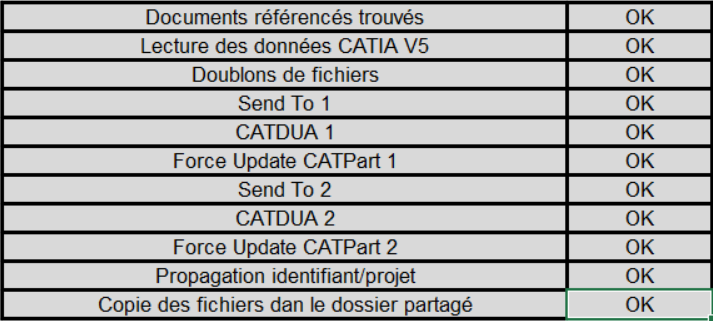 Documents référencés trouvés OK
Lecture des données CATIA V5 OK
Doublons de fichiers OK
Send To 1 OK
CATDUA 1 OK
Force Update CATPart 1 OK
Send To 2 OK
CATDUA 2 OK
Force Update CATPart 2 OK
Propagation identifiant/projet OK
Copie des fichiers dan le dossier partagé OK